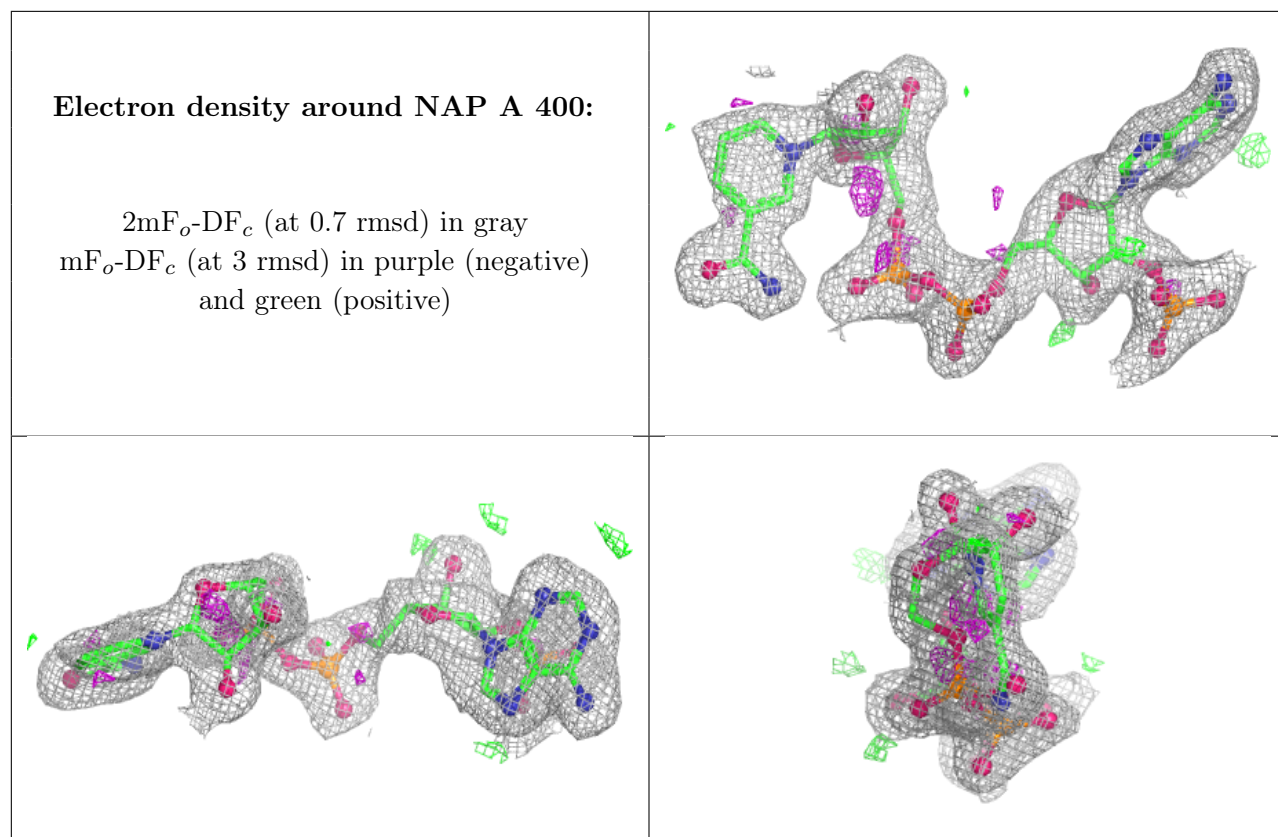 Electron density around NAP A 400:
2mFo-DFc (at 0.7 rmsd) in gray
mFo-DFc (at 3 rmsd) in purple (negative)
and green (positive)